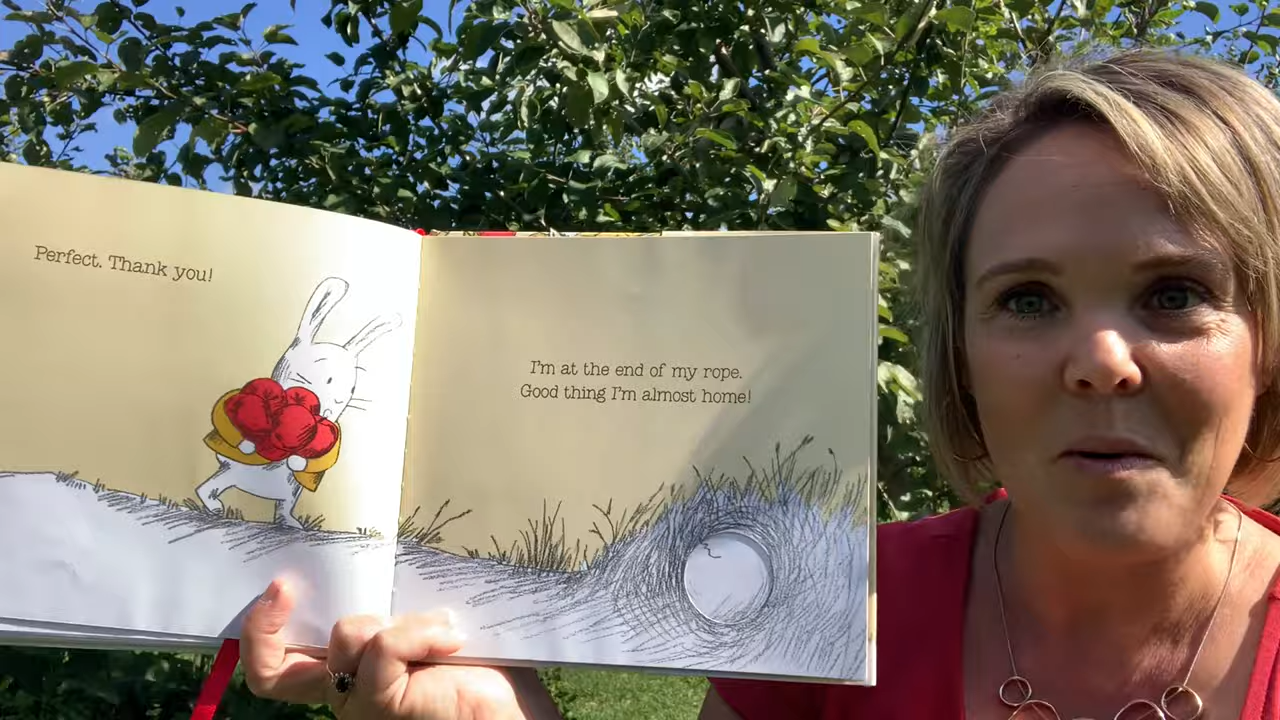 Perfect. Thank you!
I'm at the end of my rope.
Good thing I'm almost home!